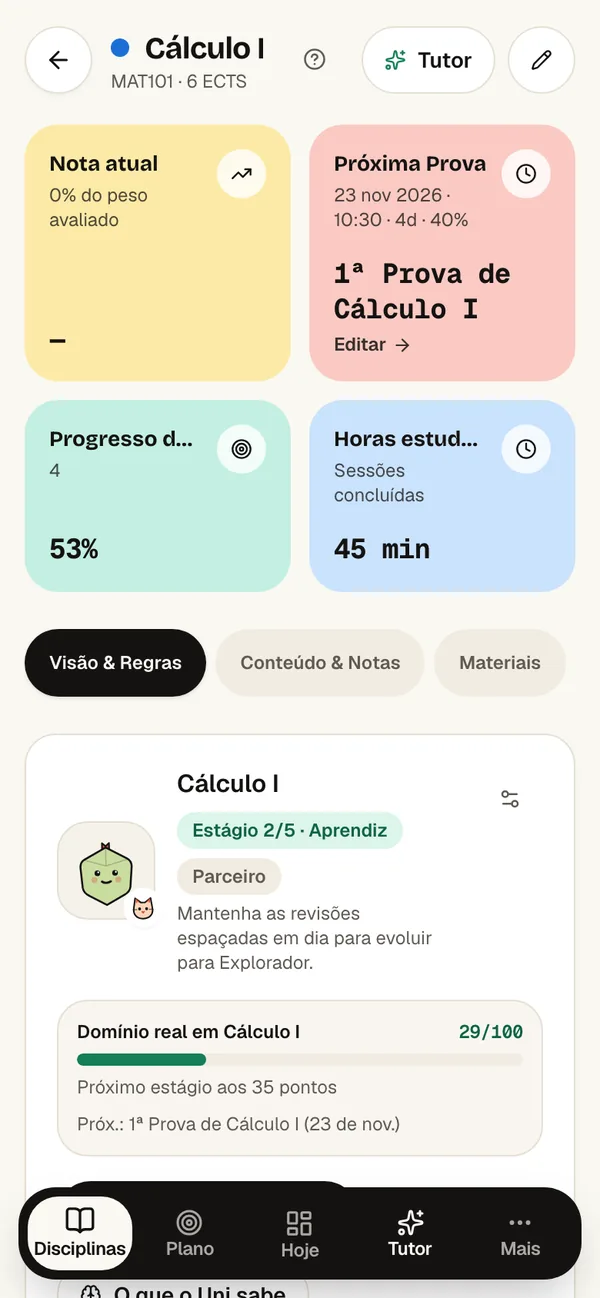 Cálculo I
MAT101 · 6 ECTS
Tutor
Nota atual
0% do peso
avaliado
–
Próxima Prova
23 nov 2026 ·
10:30 · 4d · 40%
1ª Prova de
Cálculo I
Editar →
Progresso d...
4
53%
Horas estud...
Sessões
concluídas
45 min
Visão & Regras
Conteúdo & Notas
Materiais
Cálculo I
Estágio 2/5 · Aprendiz
Parceiro
Mantenha as revisões
espaçadas em dia para evoluir
para Explorador.
Domínio real em Cálculo I
29/100
Próximo estágio aos 35 pontos
Próx.: 1ª Prova de Cálculo I (23 de nov.)
Disciplinas
Plano
Hoje
Tutor
Mais
O que o Uni sabe